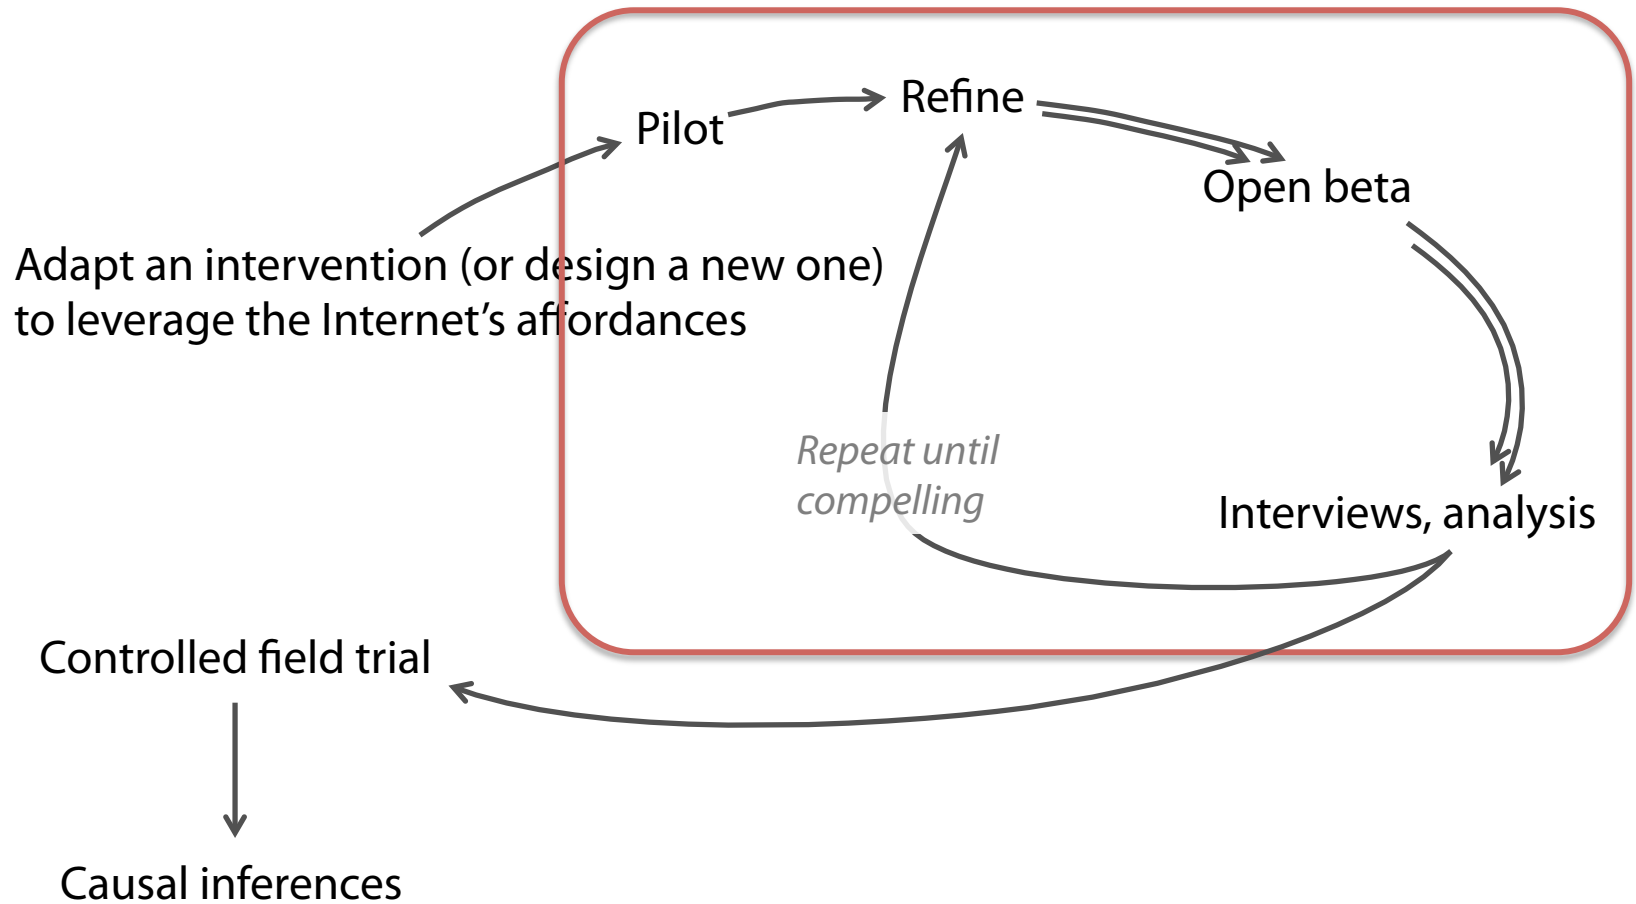 Pilot
Refine
Open beta
Adapt an intervention (or design a new one)
to leverage the Internet’s affordances
Repeat until
compelling
Interviews, analysis
Controlled field trial
Causal inferences